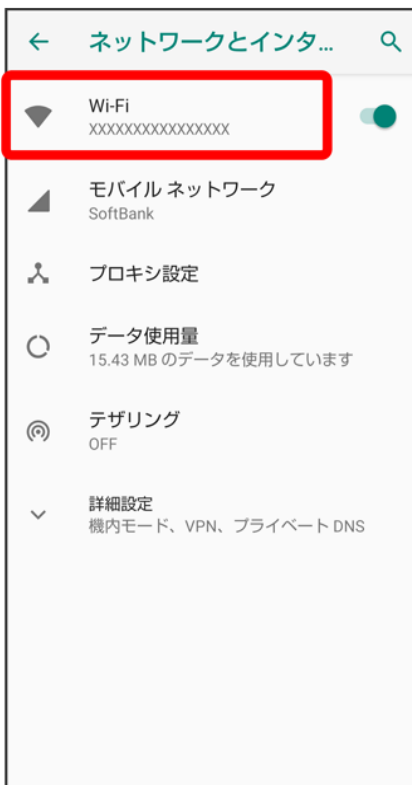 ネットワークとインタ...
Wi-Fi
XXXXXXXXXXXXXXXX
モバイル ネットワーク
SoftBank
プロキシ設定
データ使用量
15.43 MB のデータを使用しています
テザリング
OFF
詳細設定
機内モード、VPN、プライベート DNS